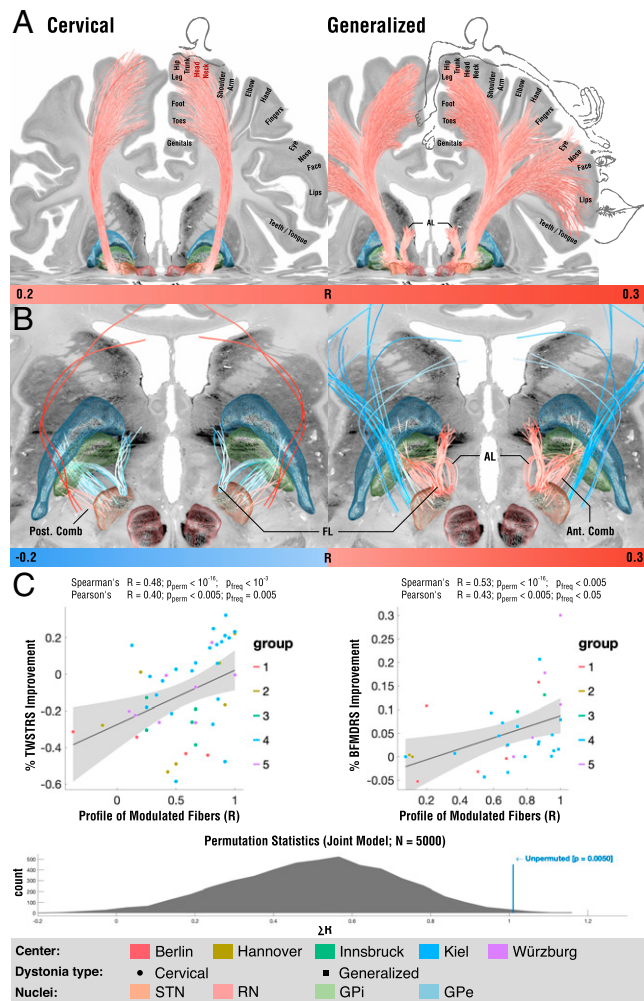 A Cervical Generalized
Hip Trunk Head Neck Shoulder Arm Elbow Hand Fingers
Leg
Foot
Toes
Genitals
Eye
Nose
Face
Lips
Teeth / Tongue
Hip Trunk Head Neck Shoulder Arm Elbow Hand Fingers
Leg
Foot
Toes
Genitals
Eye
Nose
Face
Lips
Teeth / Tongue
AL
0.2 R 0.3
B
AL
Post. Comb FL Ant. Comb
-0.2 R 0.3
C
Spearman's R = 0.48; pperm < 10-16; pfreq < 10-3
Pearson's R = 0.40; pperm < 0.005; pfreq = 0.005
% TWSTRS Improvement
0.2
0
-0.2
-0.4
-0.6
0 0.5 1
Profile of Modulated Fibers (R)
group
1
2
3
4
5
Spearman's R = 0.53; pperm < 10-16; pfreq < 0.005
Pearson's R = 0.43; pperm < 0.005; pfreq < 0.05
% BFMDRS Improvement
0.3
0.25
0.2
0.15
0.1
0.05
0
-0.05
0.2 0.4 0.6 0.8 1
Profile of Modulated Fibers (R)
group
1
2
3
4
5
Permutation Statistics (Joint Model; N = 5000)
count
500
400
300
200
100
0
Unpermuted [p = 0.0050]
-0.2 0 0.2 0.4 0.6 0.8 1 1.2
∑R
Center: Berlin Hannover Innsbruck Kiel Würzburg
Dystonia type: Cervical Generalized
Nuclei: STN RN GPi GPe